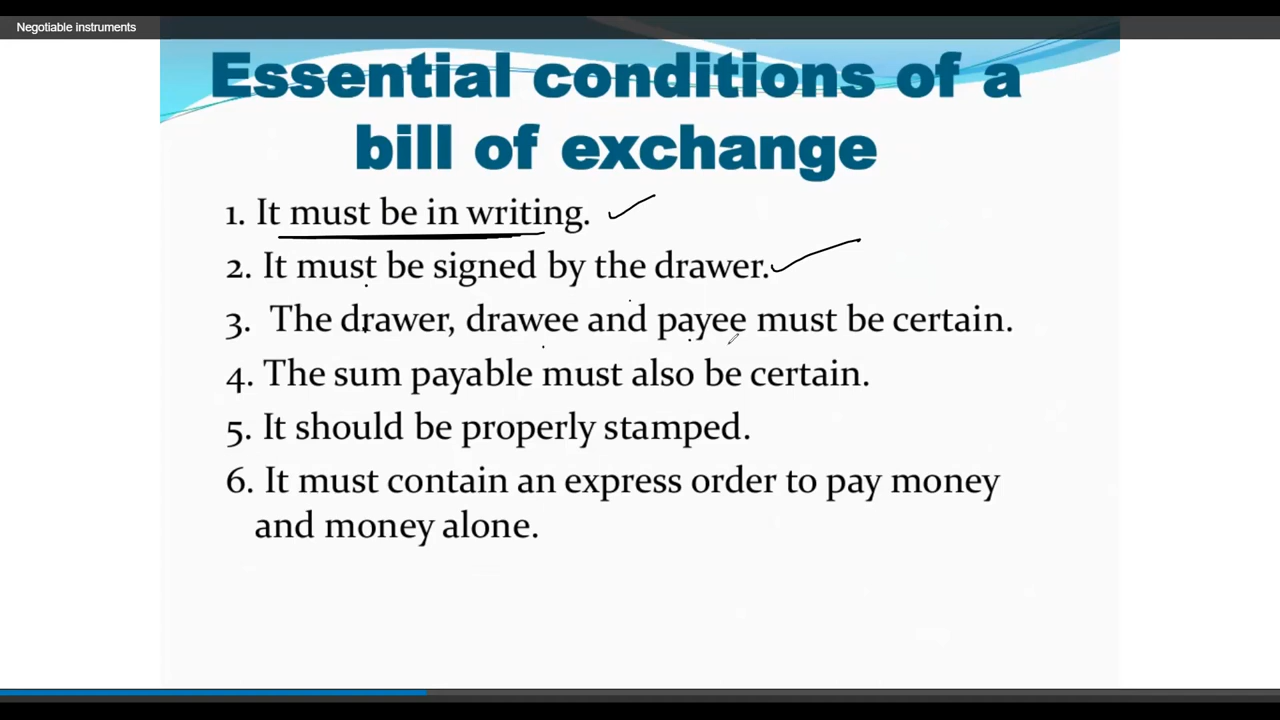 Negotiable instruments
Essential conditions of a
bill of exchange
1. It must be in writing.
2. It must be signed by the drawer.
3. The drawer, drawee and payee must be certain.
4. The sum payable must also be certain.
5. It should be properly stamped.
6. It must contain an express order to pay money
and money alone.